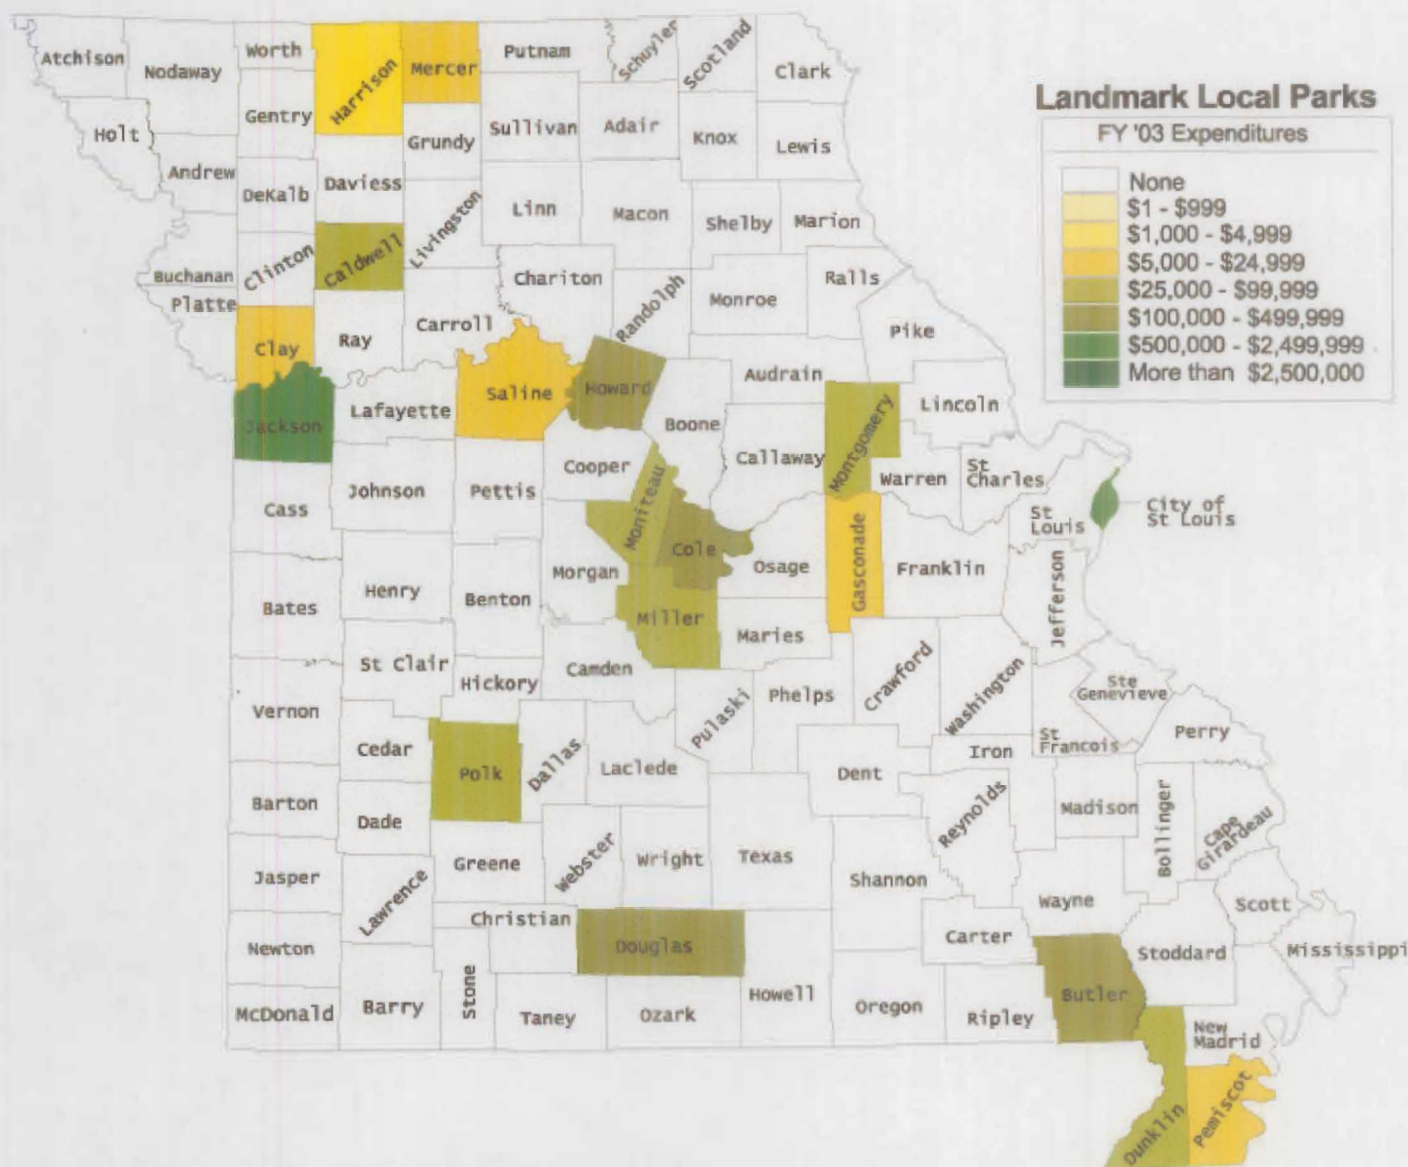 Landmark Local Parks
FY '03 Expenditures
None
$1 - $999
$1,000 - $4,999
$5,000 - $24,999
$25,000 - $99,999
$100,000 - $499,999
$500,000 - $2,499,999
More than $2,500,000
Atchison
Nodaway
Worth
Harrison
Mercer
Putnam
Schuyler
Scotland
Clark
Holt
Gentry
Grundy
Sullivan
Adair
Knox
Lewis
Andrew
DeKalb
Daviess
Livingston
Linn
Macon
Shelby
Marion
Buchanan
Clinton
Caldwell
Chariton
Randolph
Monroe
Ralls
Platte
Clay
Ray
Carroll
Saline
Howard
Audrain
Pike
Jackson
Lafayette
Boone
Callaway
Montgomery
Lincoln
Cooper
Moniteau
Warren
St
Charles
Cass
Johnson
Pettis
Cole
St
Louis
City of
St Louis
Morgan
Osage
Gasconade
Franklin
Jefferson
Bates
Henry
Benton
Miller
Maries
St Clair
Hickory
Camden
Pulaski
Phelps
Crawford
Washington
Ste
Genevieve
Vernon
Cedar
Polk
Dallas
Laclede
Dent
Iron
St
Francois
Perry
Barton
Dade
Reynolds
Madison
Bollinger
Cape
Girardeau
Jasper
Lawrence
Greene
Webster
Wright
Texas
Shannon
Wayne
Scott
Newton
Christian
Douglas
Carter
Stoddard
Mississippi
McDonald
Barry
Stone
Taney
Ozark
Howell
Oregon
Ripley
Butler
New
Madrid
Dunklin
Pemiscot